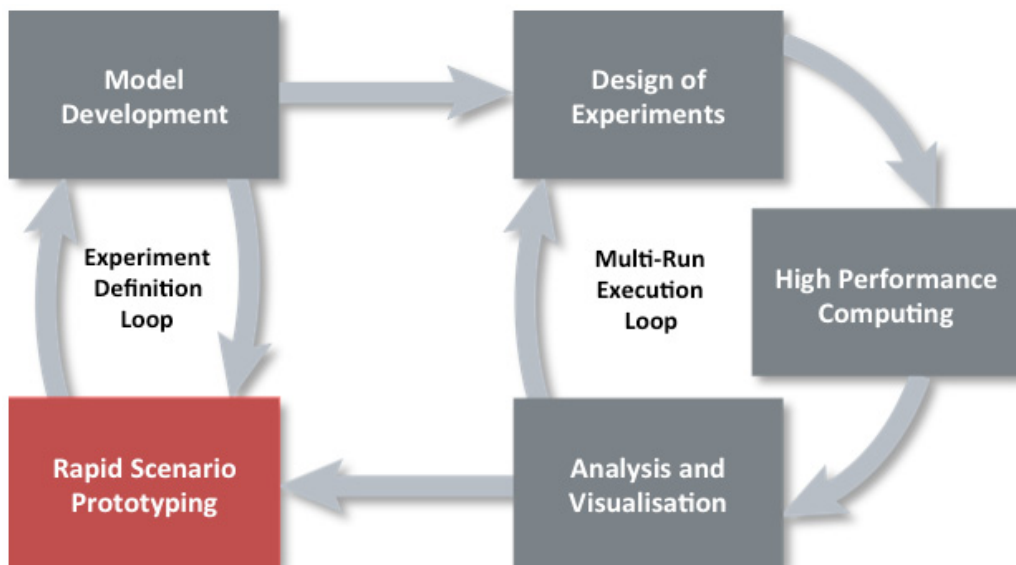 Model
Development
Design of
Experiments
Experiment
Definition
Loop
Multi-Run
Execution
Loop
High Performance
Computing
Rapid Scenario
Prototyping
Analysis and
Visualisation